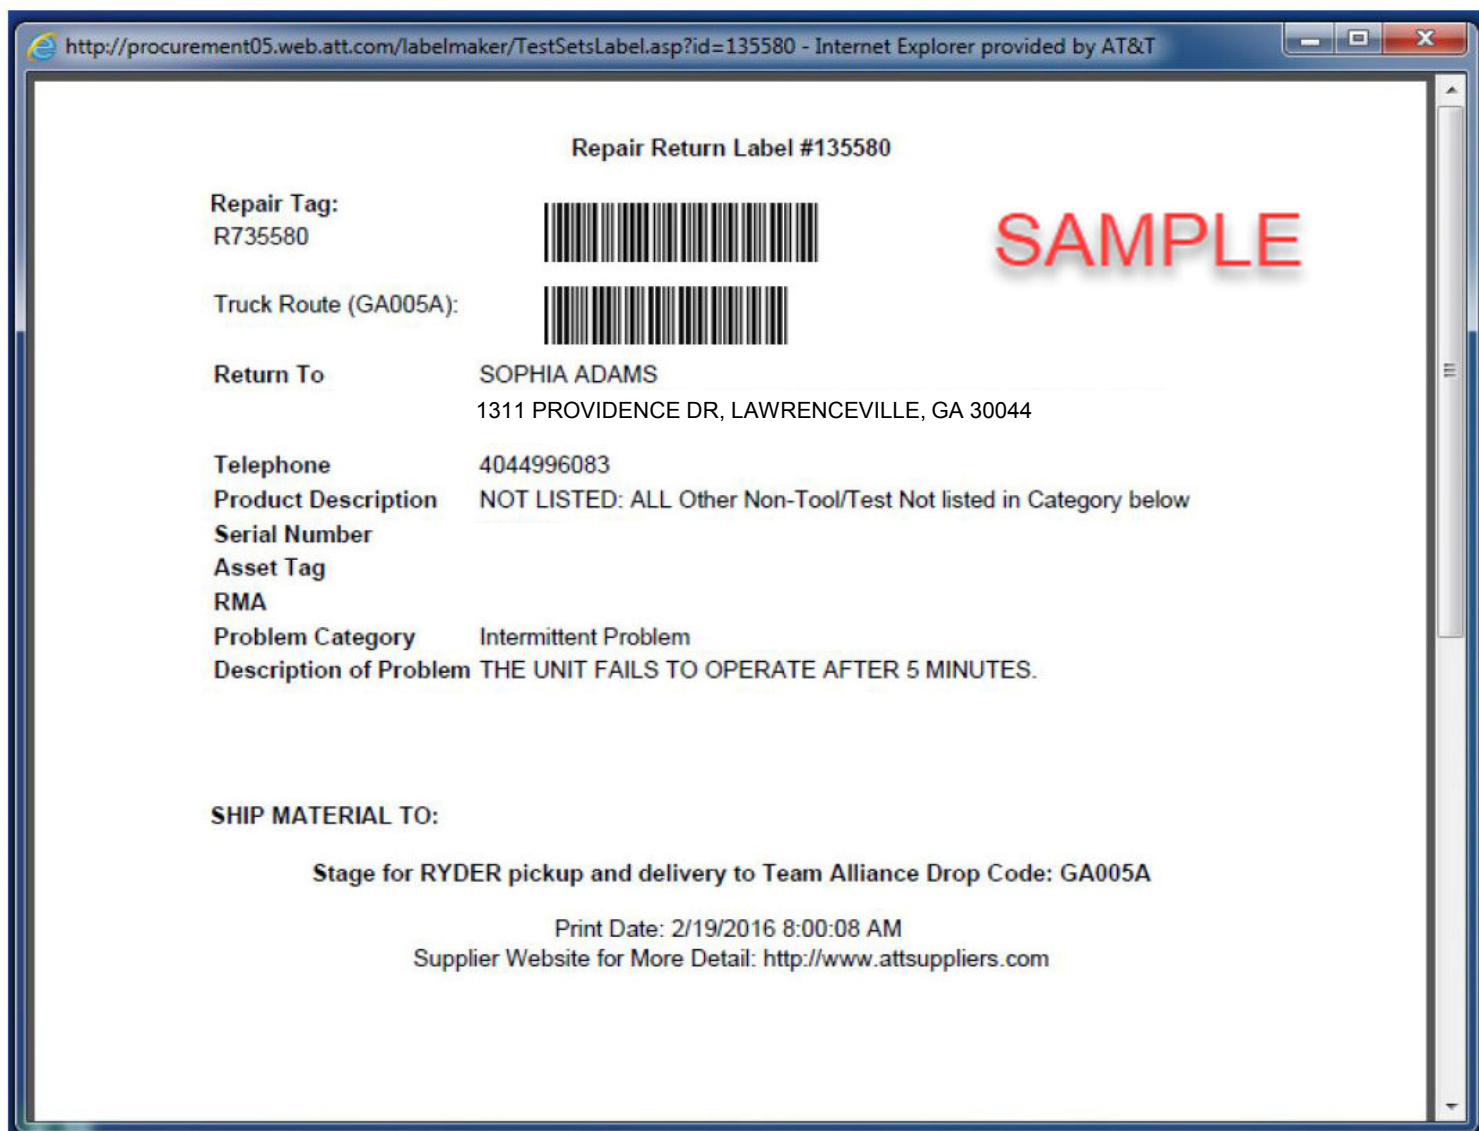 http://procurement05.web.att.com/labelmaker/TestSetsLabel.asp?id=135580 - Internet Explorer provided by AT&T
Repair Return Label #135580
Repair Tag:
R735580
SAMPLE
Truck Route (GA005A):
Return To SOPHIA ADAMS
1311 PROVIDENCE DR, LAWRENCEVILLE, GA 30044
Telephone 4044996083
Product Description NOT LISTED: ALL Other Non-Tool/Test Not listed in Category below
Serial Number
Asset Tag
RMA
Problem Category Intermittent Problem
Description of Problem THE UNIT FAILS TO OPERATE AFTER 5 MINUTES.
SHIP MATERIAL TO:
Stage for RYDER pickup and delivery to Team Alliance Drop Code: GA005A
Print Date: 2/19/2016 8:00:08 AM
Supplier Website for More Detail: http://www.attsuppliers.com